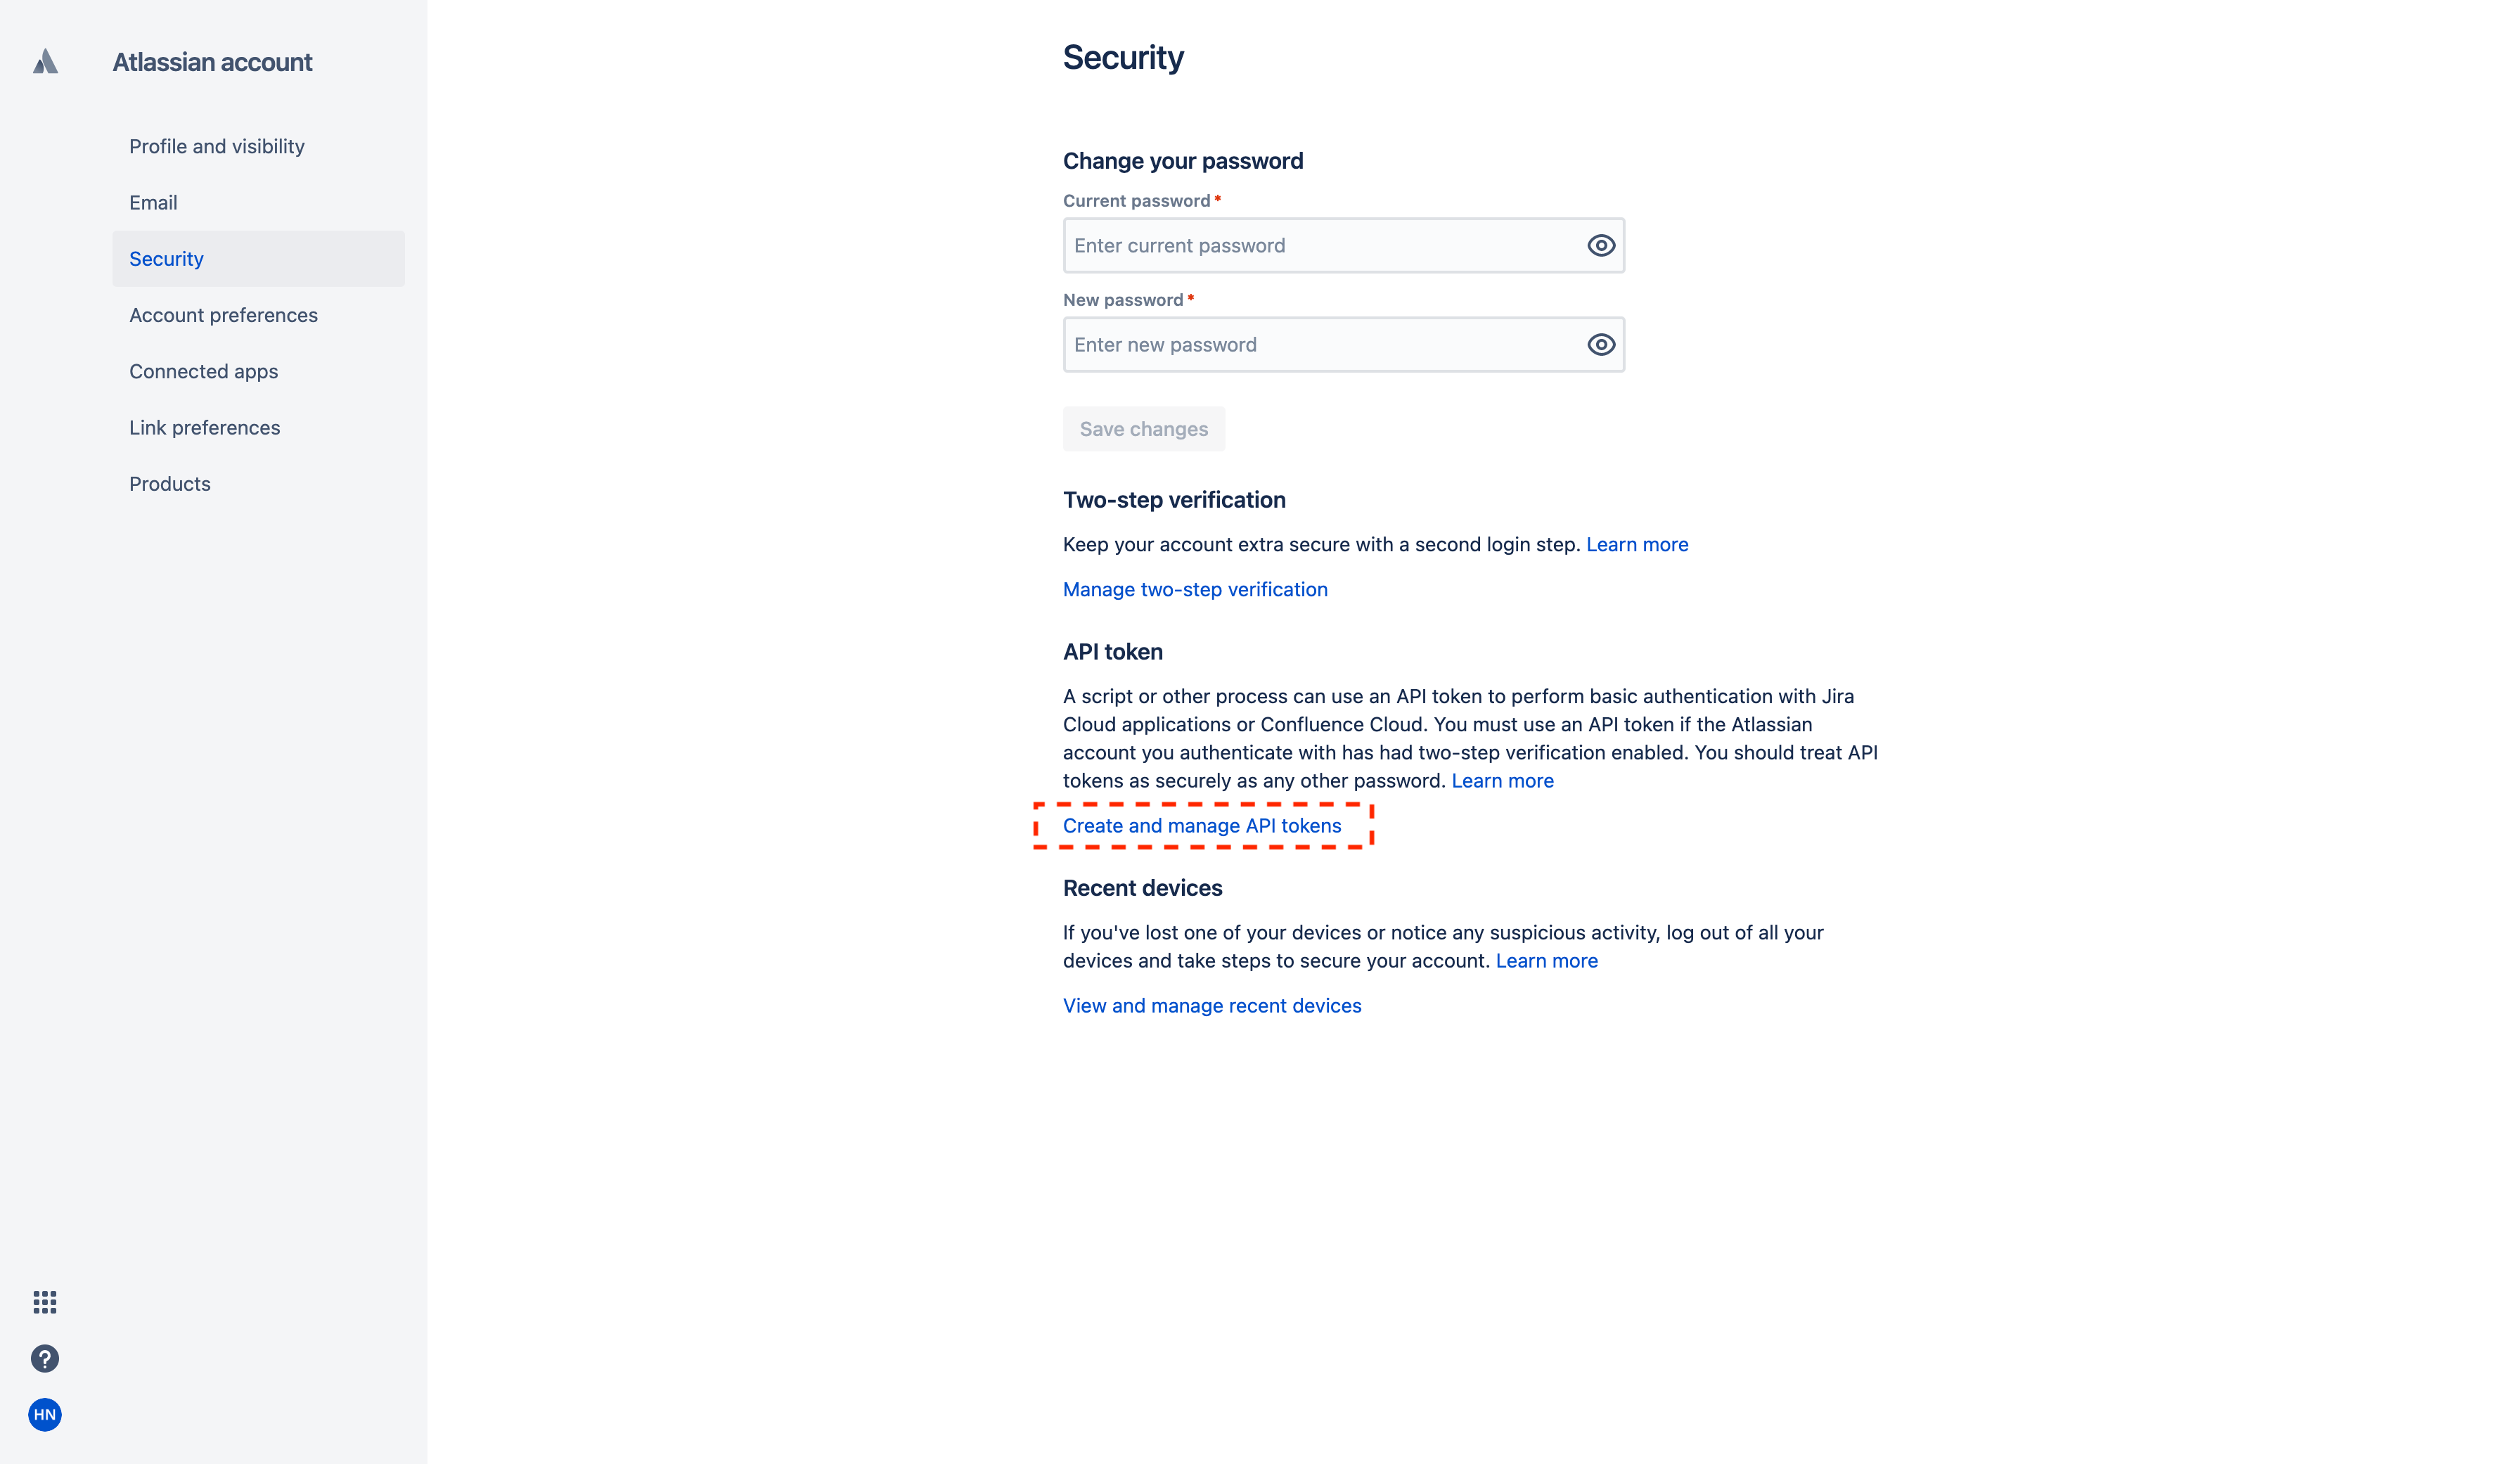 Atlassian account
Profile and visibility
Email
Security
Account preferences
Connected apps
Link preferences
Products
HN
Security
Change your password
Current password *
Enter current password
New password *
Enter new password
Save changes
Two-step verification
Keep your account extra secure with a second login step. Learn more
Manage two-step verification
API token
A script or other process can use an API token to perform basic authentication with Jira
Cloud applications or Confluence Cloud. You must use an API token if the Atlassian
account you authenticate with has had two-step verification enabled. You should treat API
tokens as securely as any other password. Learn more
Create and manage API tokens
Recent devices
If you've lost one of your devices or notice any suspicious activity, log out of all your
devices and take steps to secure your account. Learn more
View and manage recent devices